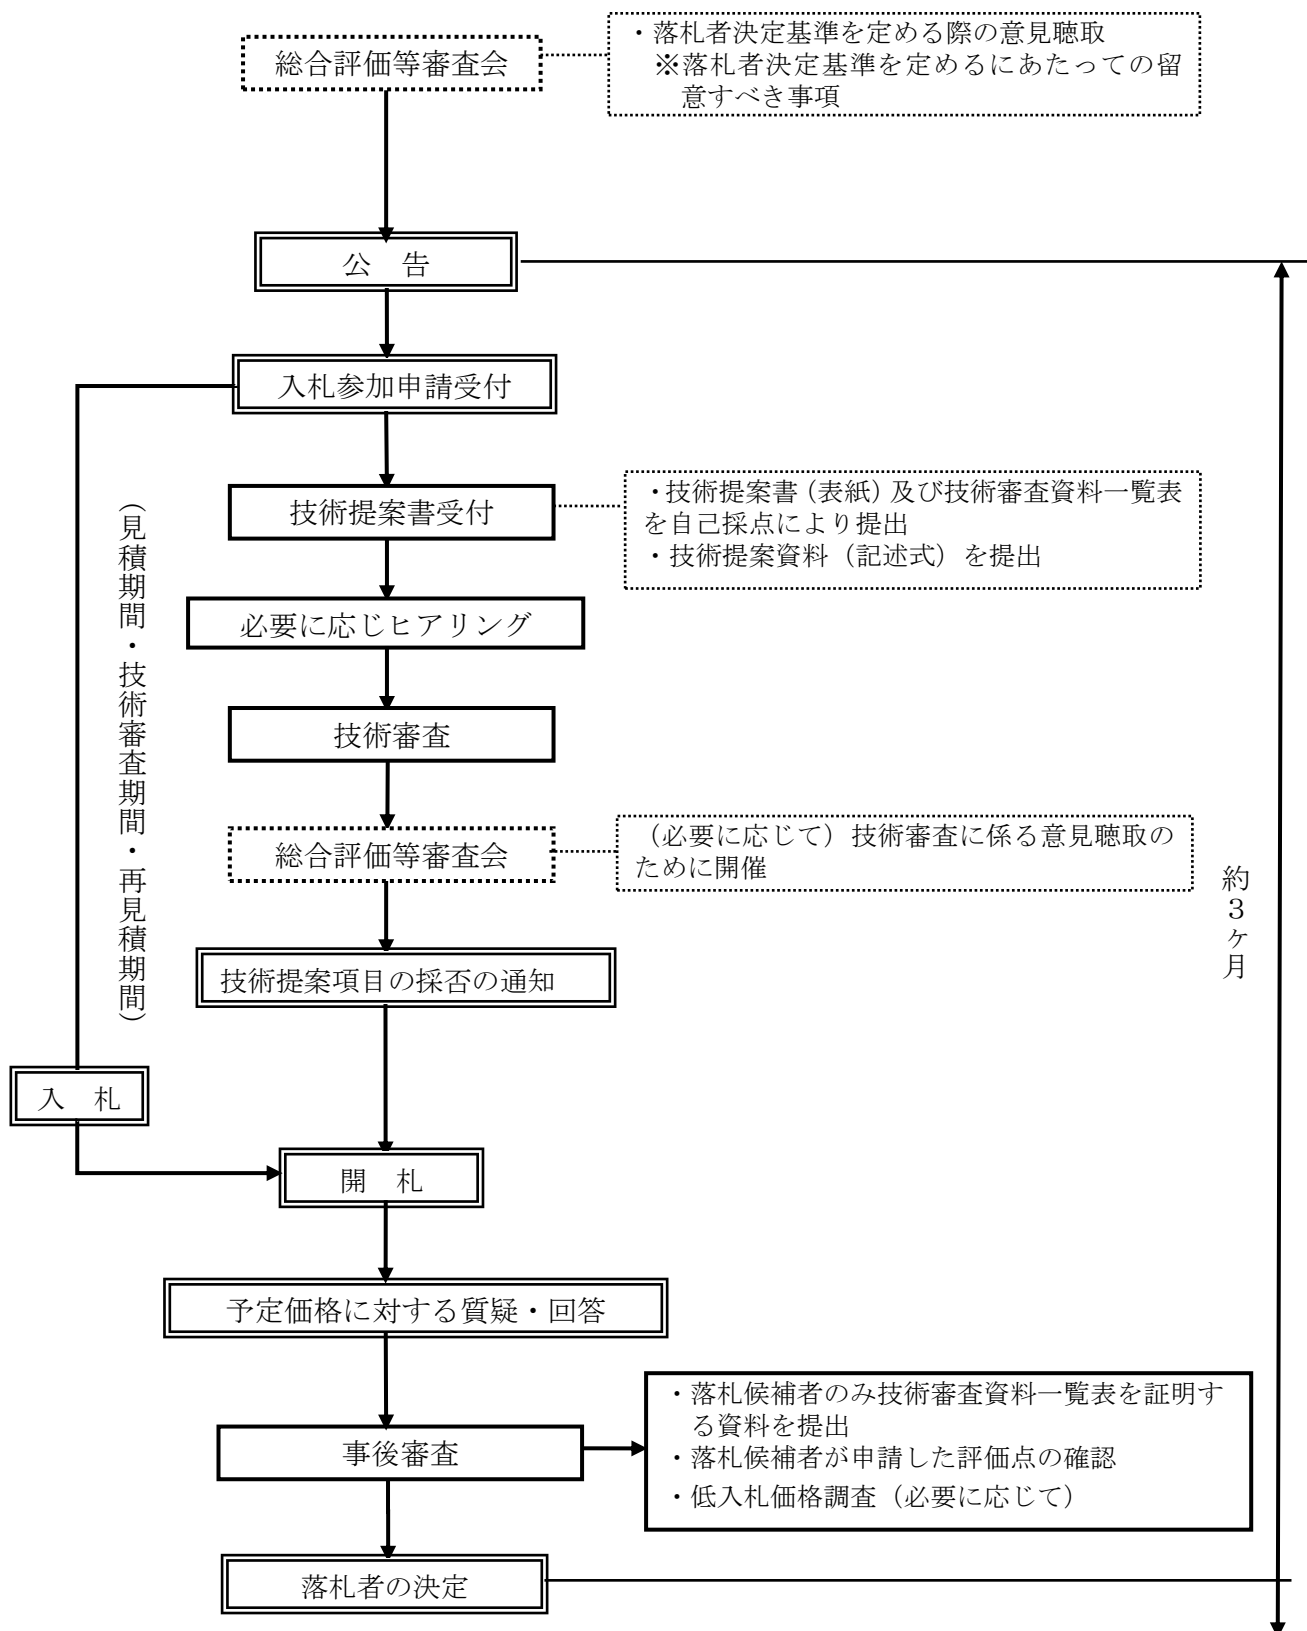 総合評価等審査会
・落札者決定基準を定める際の意見聴取
※落札者決定基準を定めるにあたっての留
意すべき事項
公　告
入札参加申請受付
技術提案書受付
・技術提案書（表紙）及び技術審査資料一覧表
を自己採点により提出
・技術提案資料（記述式）を提出
（見積期間・技術審査期間・再見積期間）
必要に応じヒアリング
技術審査
総合評価等審査会
（必要に応じて）技術審査に係る意見聴取の
ために開催
約３ヶ月
技術提案項目の採否の通知
入　札
開　札
予定価格に対する質疑・回答
事後審査
・落札候補者のみ技術審査資料一覧表を証明す
る資料を提出
・落札候補者が申請した評価点の確認
・低入札価格調査（必要に応じて）
落札者の決定